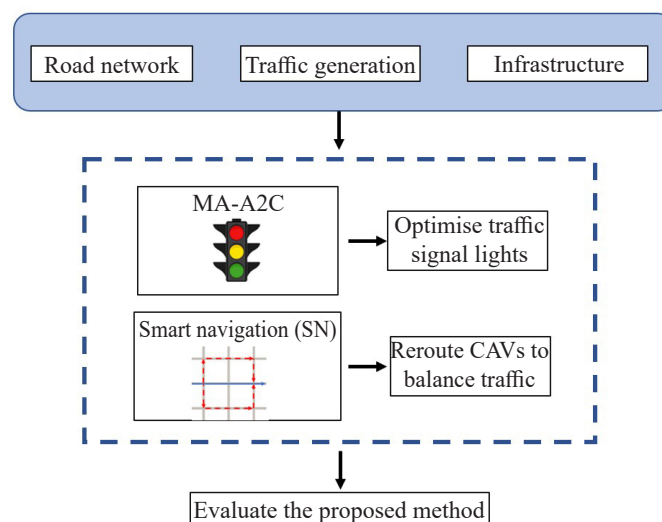 Road network
Traffic generation
Infrastructure
MA-A2C
Optimise traffic
signal lights
Smart navigation (SN)
Reroute CAVs to
balance traffic
Evaluate the proposed method